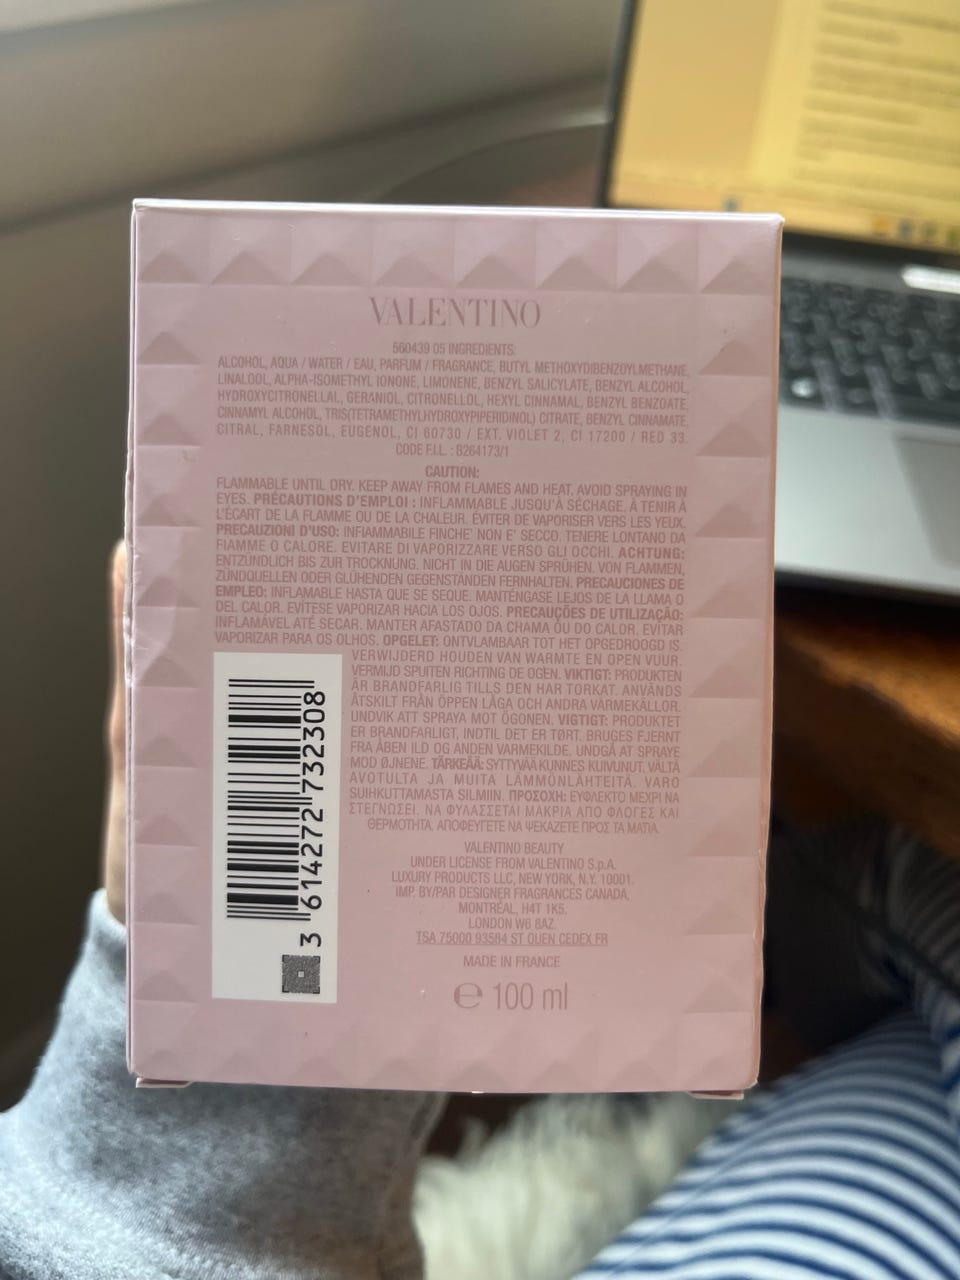 VALENTINO
560439 05 INGREDIENTS:
ALCOHOL, AQUA / WATER / EAU, PARFUM / FRAGRANCE, BUTYL METHOXYDIBENZOYLMETHANE,
LINALOOL, ALPHA-ISOMETHYL IONONE, LIMONENE, BENZYL SALICYLATE, BENZYL ALCOHOL,
HYDROXYCITRONELLAL, GERANIOL, CITRONELLOL, HEXYL CINNAMAL, BENZYL BENZOATE,
CINNAMYL ALCOHOL, TRIS(TETRAMETHYLHYDROXYPIPERIDINOL) CITRATE, BENZYL CINNAMATE,
CITRAL, FARNESOL, EUGENOL, CI 60730 / EXT. VIOLET 2, CI 17200 / RED 33.
CODE F.I.L. : B264173/1
CAUTION:
FLAMMABLE UNTIL DRY. KEEP AWAY FROM FLAMES AND HEAT. AVOID SPRAYING IN
EYES. PRÉCAUTIONS D'EMPLOI : INFLAMMABLE JUSQU'À SÉCHAGE. À TENIR À
L'ÉCART DE LA FLAMME OU DE LA CHALEUR. ÉVITER DE VAPORISER VERS LES YEUX.
PRECAUZIONI D'USO: INFIAMMABILE FINCHE' NON E' SECCO. TENERE LONTANO DA
FIAMME O CALORE. EVITARE DI VAPORIZZARE VERSO GLI OCCHI. ACHTUNG:
ENTZÜNDLICH BIS ZUR TROCKNUNG. NICHT IN DIE AUGEN SPRÜHEN. VON FLAMMEN,
ZÜNDQUELLEN ODER GLÜHENDEN GEGENSTÄNDEN FERNHALTEN. PRECAUCIONES DE
EMPLEO: INFLAMABLE HASTA QUE SE SEQUE. MANTÉNGASE LEJOS DE LA LLAMA O
DEL CALOR. EVÍTESE VAPORIZAR HACIA LOS OJOS. PRECAUÇÕES DE UTILIZAÇÃO:
INFLAMÁVEL ATÉ SECAR. MANTER AFASTADO DA CHAMA OU DO CALOR. EVITAR
VAPORIZAR PARA OS OLHOS. OPGELET: ONTVLAMBAAR TOT HET OPGEDROOGD IS.
VERWIJDERD HOUDEN VAN WARMTE EN OPEN VUUR.
VERMIJD SPUITEN RICHTING DE OGEN. VIKTIGT: PRODUKTEN
ÄR BRANDFARLIG TILLS DEN HAR TORKAT. ANVÄNDS
ÅTSKILT FRÅN ÖPPEN LÅGA OCH ANDRA VÄRMEKÄLLOR.
UNDVIK ATT SPRAYA MOT ÖGONEN. VIGTIGT: PRODUKTET
ER BRANDFARLIGT, INDTIL DET ER TØRT. BRUGES FJERNT
FRA ÅBEN ILD OG ANDEN VARMEKILDE. UNDGÅ AT SPRAYE
MOD ØJNENE. TÄRKEÄÄ: SYTTYVÄÄ KUNNES KUIVUNUT. VÄLTÄ
AVOTULTA JA MUITA LÄMMÖNLÄHTEITÄ. VARO
SUIHKUTTAMASTA SILMIIN. ΠΡΟΣΟΧΗ: ΕΥΦΛΕΚΤΟ ΜΕΧΡΙ ΝΑ
ΣΤΕΓΝΩΣΕΙ. ΝΑ ΦΥΛΑΣΣΕΤΑΙ ΜΑΚΡΙΑ ΑΠΟ ΦΛΟΓΕΣ ΚΑΙ
ΘΕΡΜΟΤΗΤΑ. ΑΠΟΦΕΥΓΕΤΕ ΝΑ ΨΕΚΑΖΕΤΕ ΠΡΟΣ ΤΑ ΜΑΤΙΑ.
3 614272 732308
VALENTINO BEAUTY
UNDER LICENSE FROM VALENTINO S.p.A.
LUXURY PRODUCTS LLC, NEW YORK, N.Y. 10001.
IMP. BY/PAR DESIGNER FRAGRANCES CANADA,
MONTRÉAL, H4T 1K5.
LONDON W6 8AZ.
TSA 75000 93584 ST OUEN CEDEX FR
MADE IN FRANCE
℮ 100 ml